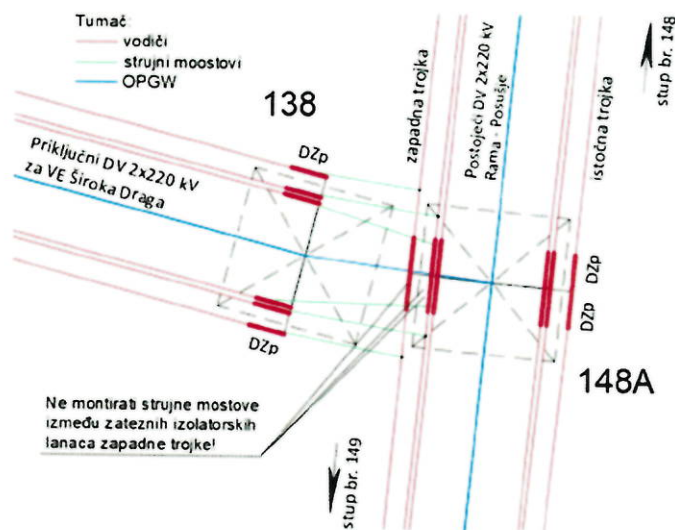 Tumač:
vodiči
strujni moostovi
OPGW
138
DZp
Priključni DV 2x220 kV
za VE Široka Draga
DZp
zapadna trojka
Postojeći DV 2x220 kV
Rama - Posušje
istočna trojka
stup br. 148
DZp
DZp
148A
Ne montirati strujne mostove
između zateznih izolatorskih
lanaca zapadne trojke!
stup br. 149